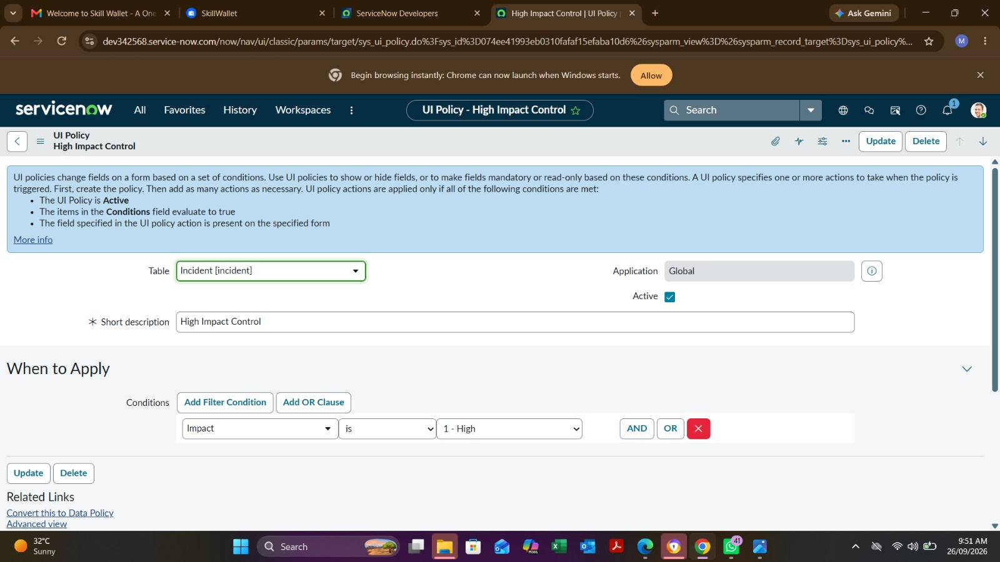 Welcome to Skill Wallet - A One
SkillWallet
ServiceNow Developers
High Impact Control | UI Policy
Ask Gemini
dev342568.service-now.com/now/nav/ui/classic/params/target/sys_ui_policy.do%3Fsys_id%3D074ee41993eb0310fafaf15efaba10d6%26sysparm_view%3D%26sysparm_record_target%3Dsys_ui_policy%...
M
Begin browsing instantly: Chrome can now launch when Windows starts.
Allow
servicenow
All
Favorites
History
Workspaces
UI Policy - High Impact Control
Search
1
UI Policy
High Impact Control
Update
Delete
UI policies change fields on a form based on a set of conditions. Use UI policies to show or hide fields, or to make fields mandatory or read-only based on these conditions. A UI policy specifies one or more actions to take when the policy is
triggered. First, create the policy. Then add as many actions as necessary. UI policy actions are applied only if all of the following conditions are met:
• The UI Policy is Active
• The items in the Conditions field evaluate to true
• The field specified in the UI policy action is present on the specified form
More info
Table
Incident [incident]
Application
Global
Active
Short description
High Impact Control
When to Apply
Conditions
Add Filter Condition
Add OR Clause
Impact
is
1 - High
AND
OR
Update
Delete
Related Links
Convert this to Data Policy
Advanced view
32°C
Sunny
Search
M365
41
9:51 AM
26/09/2026